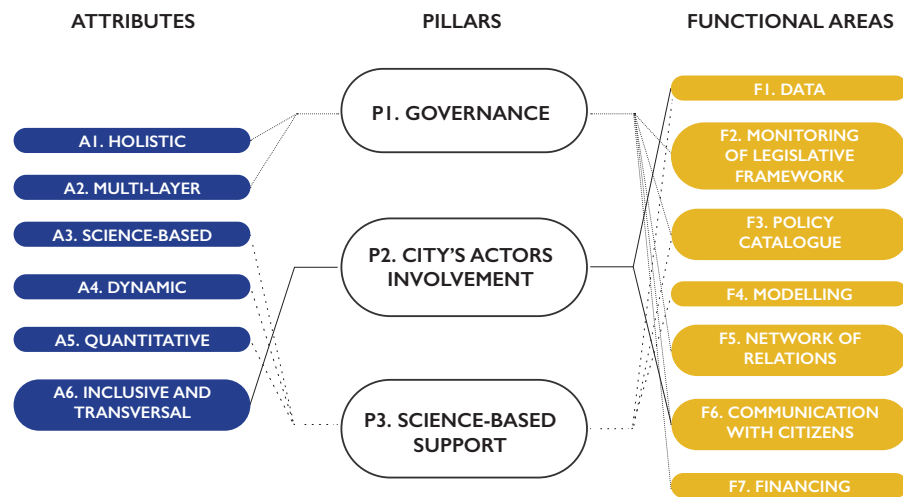 ATTRIBUTES
PILLARS
FUNCTIONAL AREAS
A1. HOLISTIC
A2. MULTI-LAYER
A3. SCIENCE-BASED
A4. DYNAMIC
A5. QUANTITATIVE
A6. INCLUSIVE AND
TRANSVERSAL
P1. GOVERNANCE
P2. CITY'S ACTORS
INVOLVEMENT
P3. SCIENCE-BASED
SUPPORT
F1. DATA
F2. MONITORING
OF LEGISLATIVE
FRAMEWORK
F3. POLICY
CATALOGUE
F4. MODELLING
F5. NETWORK OF
RELATIONS
F6. COMMUNICATION
WITH CITIZENS
F7. FINANCING